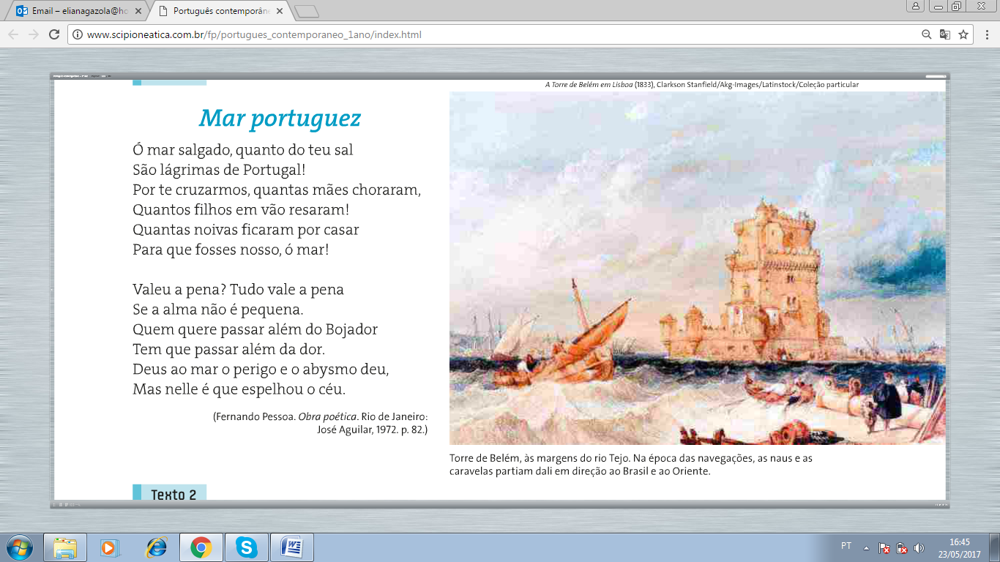 Email – elianagazola@ho
Português contemporân
www.scipioneatica.com.br/fp/portugues_contemporaneo_1ano/index.html
A Torre de Belém em Lisboa (1833), Clarkson Stanfield/Akg-Images/Latinstock/Coleção particular
Mar portuguez
Ó mar salgado, quanto do teu sal
São lágrimas de Portugal!
Por te cruzarmos, quantas mães choraram,
Quantos filhos em vão resaram!
Quantas noivas ficaram por casar
Para que fosses nosso, ó mar!
Valeu a pena? Tudo vale a pena
Se a alma não é pequena.
Quem quere passar além do Bojador
Tem que passar além da dor.
Deus ao mar o perigo e o abysmo deu,
Mas nelle é que espelhou o céu.
(Fernando Pessoa. Obra poética. Rio de Janeiro:
José Aguilar, 1972. p. 82.)
Torre de Belém, às margens do rio Tejo. Na época das navegações, as naus e as
caravelas partiam dali em direção ao Brasil e ao Oriente.
Texto 2
PT
16:45
23/05/2017